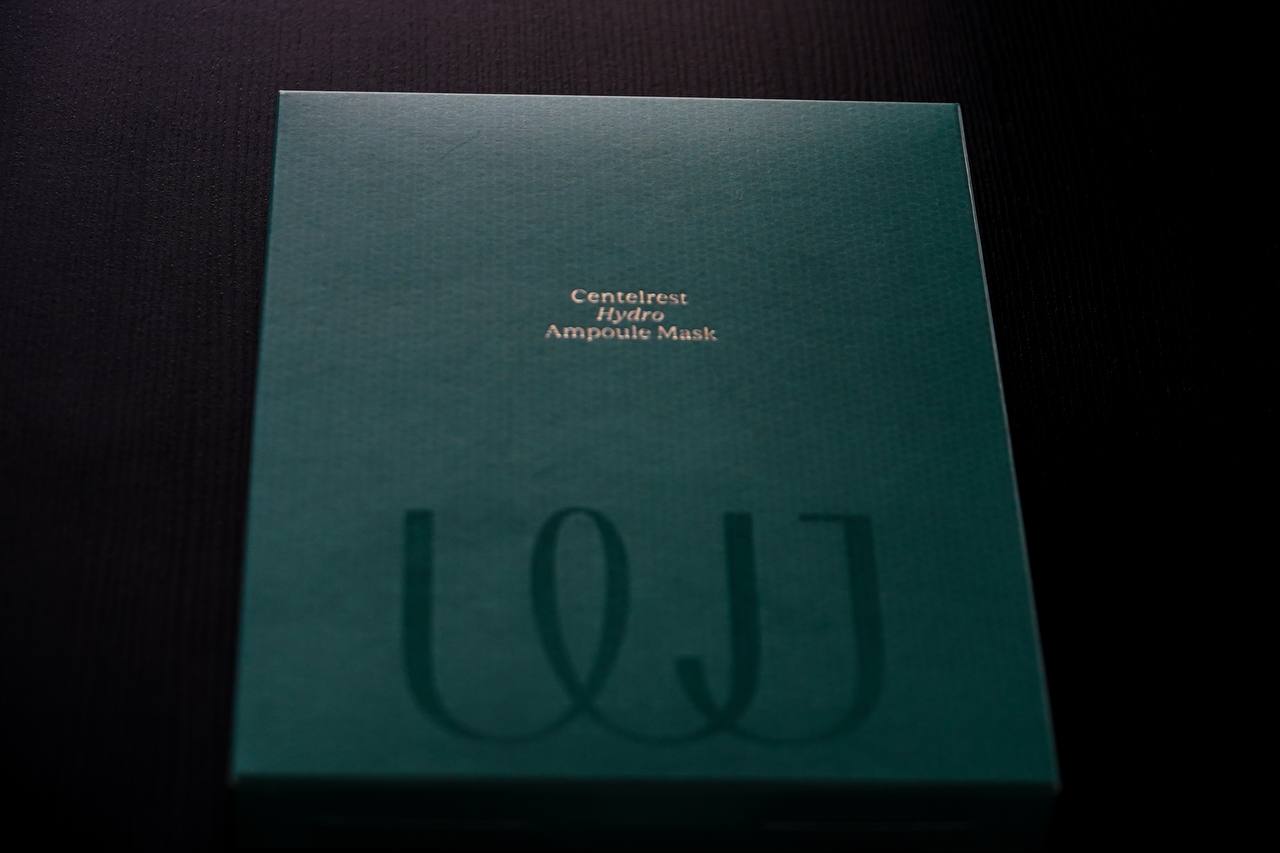 Centelrest
Hydro
Ampoule Mask